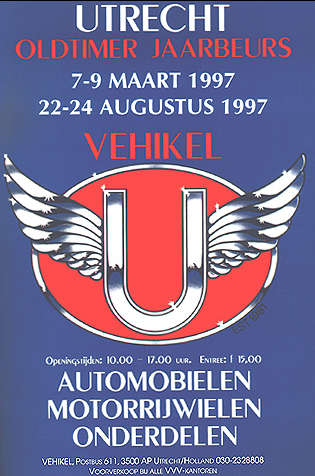 UTRECHT
OLDTIMER JAARBEURS
7-9 MAART 1997
22-24 AUGUSTUS 1997
VEHIKEL
U
Openingstijden: 10.00 - 17.00 uur. Entree: f 15,00
AUTOMOBIELEN
MOTORRIJWIELEN
ONDERDELEN
VEHIKEL, Postbus 611, 3500 AP Utrecht/Holland 030-2328808
Voorverkoop bij alle VVV-kantoren